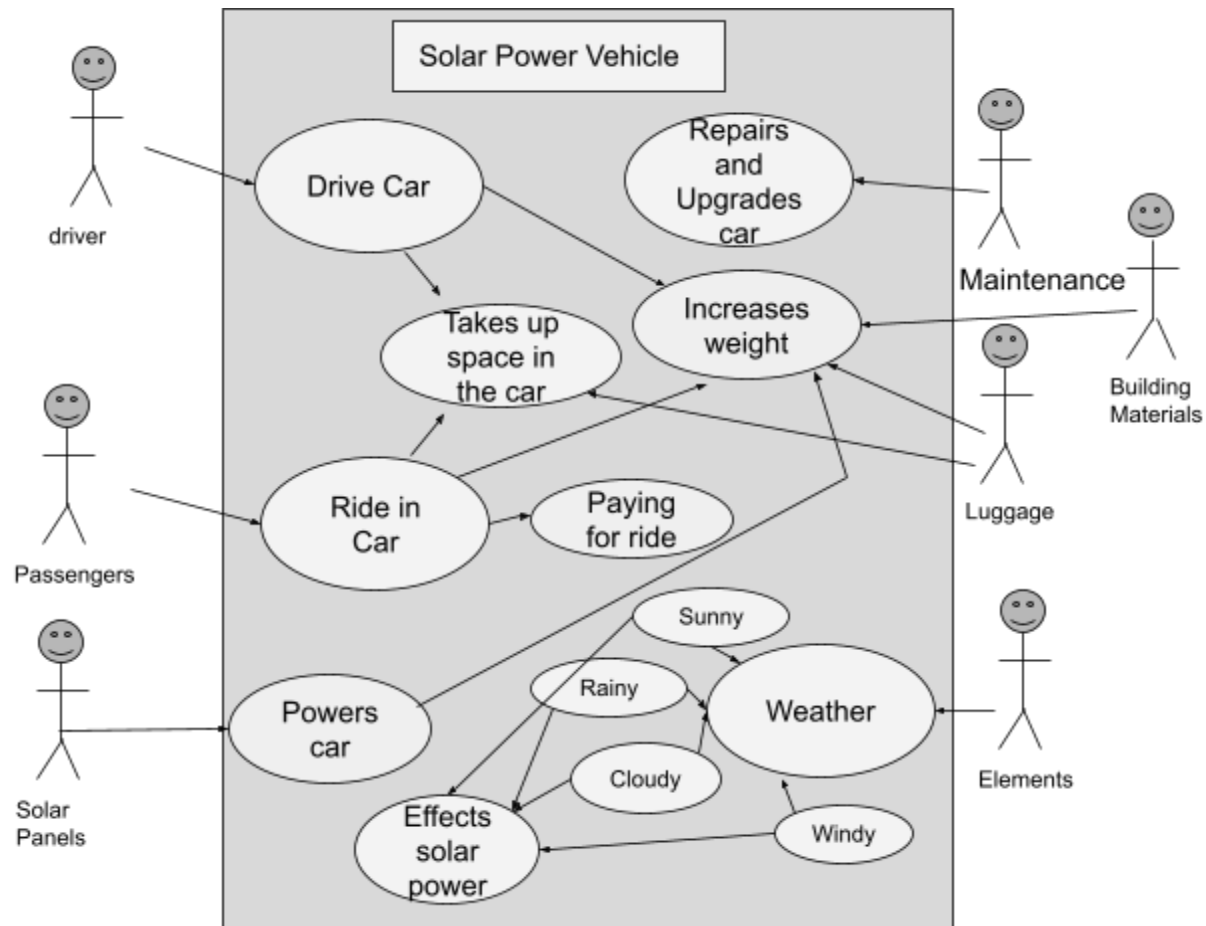 Solar Power Vehicle
driver
Drive Car
Repairs
and
Upgrades
car
Maintenance
Building
Materials
Takes up
space in
the car
Increases
weight
Luggage
Passengers
Ride in
Car
Paying
for ride
Solar
Panels
Powers
car
Sunny
Rainy
Cloudy
Windy
Weather
Elements
Effects
solar
power